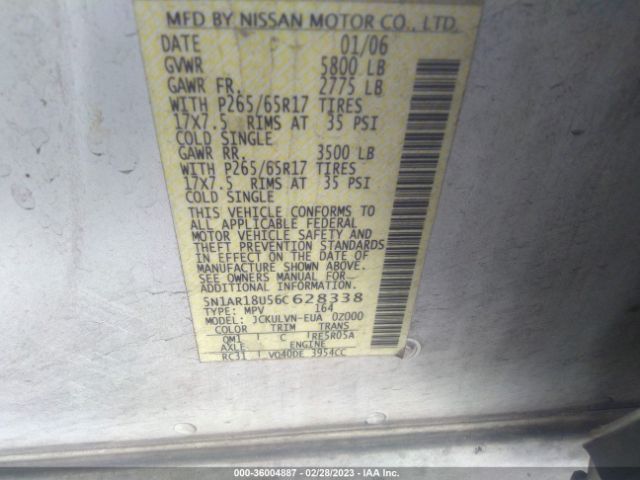 MFD BY NISSAN MOTOR CO., LTD.
DATE 01/06
GVWR 5800 LB
GAWR FR. 2775 LB
WITH P265/65R17 TIRES
17X7.5 RIMS AT 35 PSI
COLD SINGLE
GAWR RR. 3500 LB
WITH P265/65R17 TIRES
17X7.5 RIMS AT 35 PSI
COLD SINGLE
THIS VEHICLE CONFORMS TO
ALL APPLICABLE FEDERAL
MOTOR VEHICLE SAFETY AND
THEFT PREVENTION STANDARDS
IN EFFECT ON THE DATE OF
MANUFACTURE SHOWN ABOVE.
SEE OWNERS MANUAL FOR
ADDITIONAL INFORMATION.
5N1AR18U56C628338
TYPE: MPV 164
MODEL: JCKULVN-EUA 0Z000
COLOR TRIM TRANS
QM1 C RE5R05A
AXLE: ENGINE
RC31 VQ40DE 3954CC
000-36004887 - 02/28/2023 - IAA Inc.